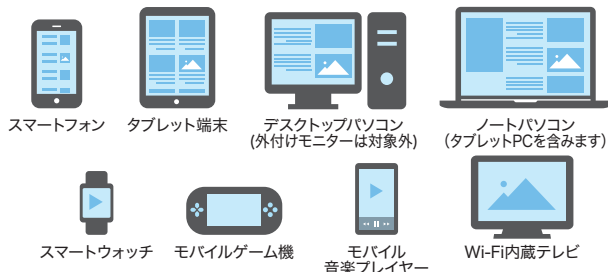 スマートフォン
タブレット端末
デスクトップパソコン
(外付けモニターは対象外)
ノートパソコン
(タブレットPCを含みます)
スマートウォッチ
モバイルゲーム機
モバイル
音楽プレイヤー
Wi-Fi内蔵テレビ